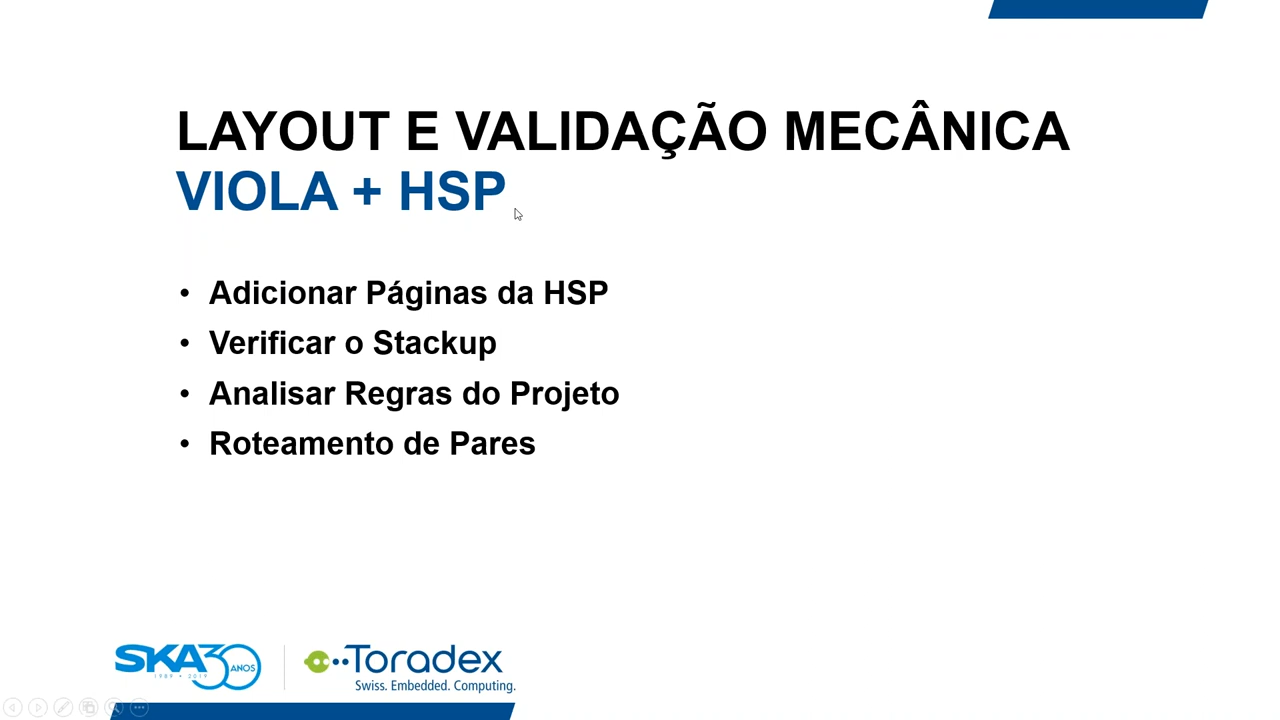 LAYOUT E VALIDAÇÃO MECÂNICA
VIOLA + HSP
• Adicionar Páginas da HSP
• Verificar o Stackup
• Analisar Regras do Projeto
• Roteamento de Pares
SKA 30 ANOS
1989 • 2019
Toradex
Swiss. Embedded. Computing.